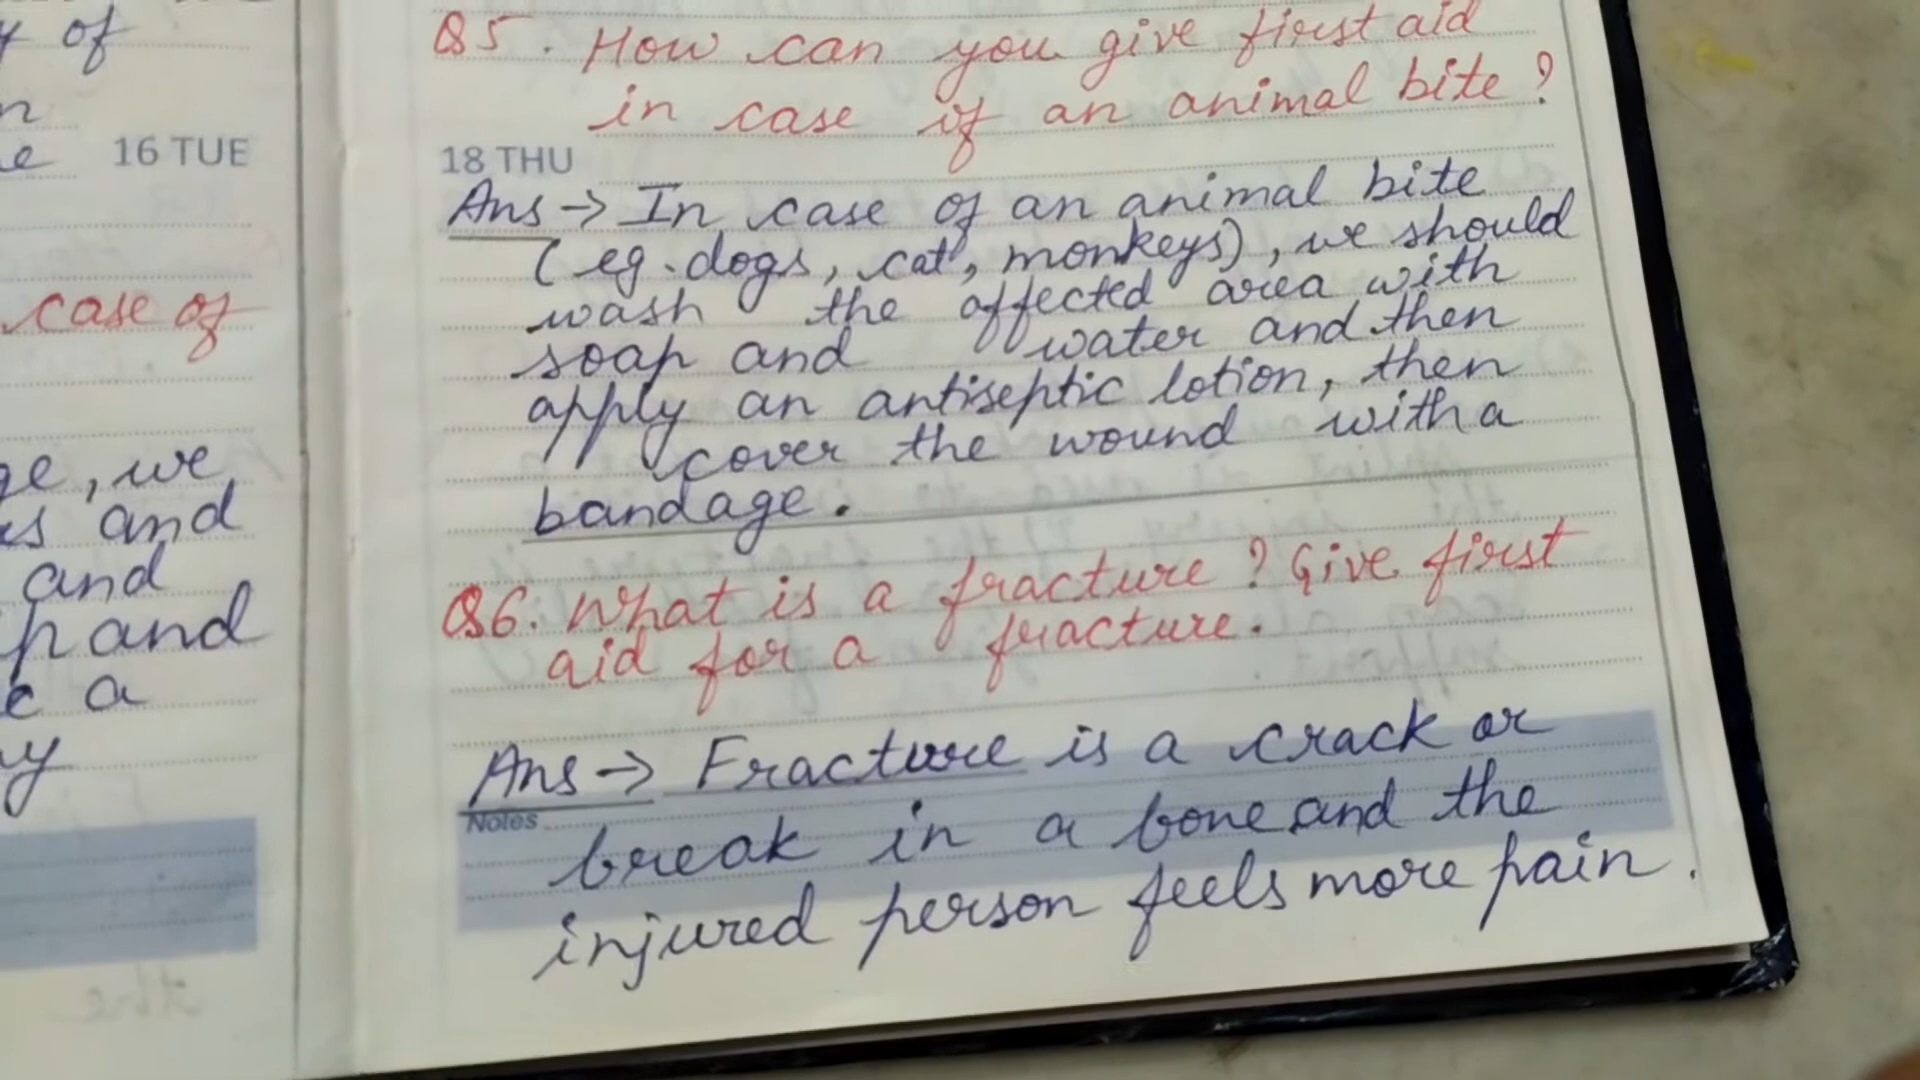 y of
n
e 16 TUE
case of
ge, we
s and
and
p and
c a
y
Q5. How can you give first aid
in case of an animal bite?
18 THU
Ans → In case of an animal bite
(eg. dogs, cat, monkeys), we should
wash the affected area with
soap and water and then
apply an antiseptic lotion, then
cover the wound with a
bandage.
Q6. What is a fracture? Give first
aid for a fracture.
Ans → Fracture is a crack or
Notes
break in a bone and the
injured person feels more pain.